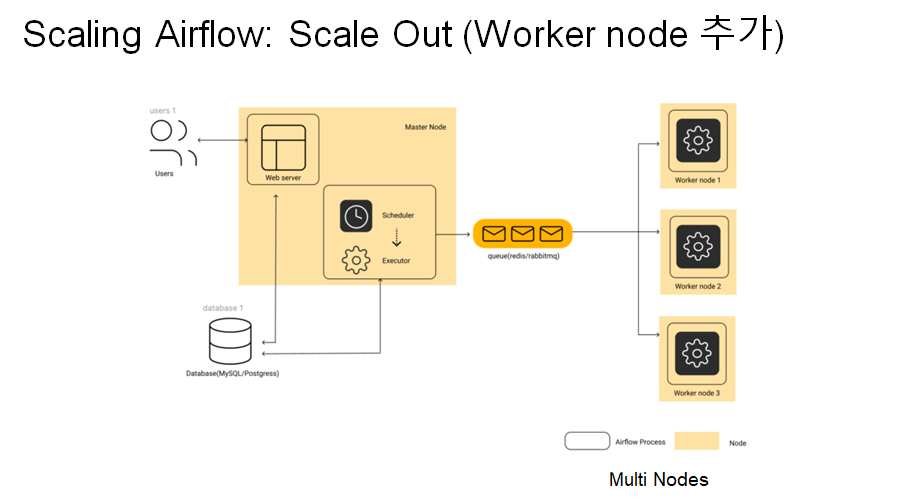 Scaling Airflow: Scale Out (Worker node 추가)
users 1
Users
Web server
Master Node
Scheduler
Executor
queue(redis/rabbitmq)
Worker node 1
Worker node 2
Worker node 3
database 1
Database(MySQL/Postgress)
Airflow Process
Node
Multi Nodes